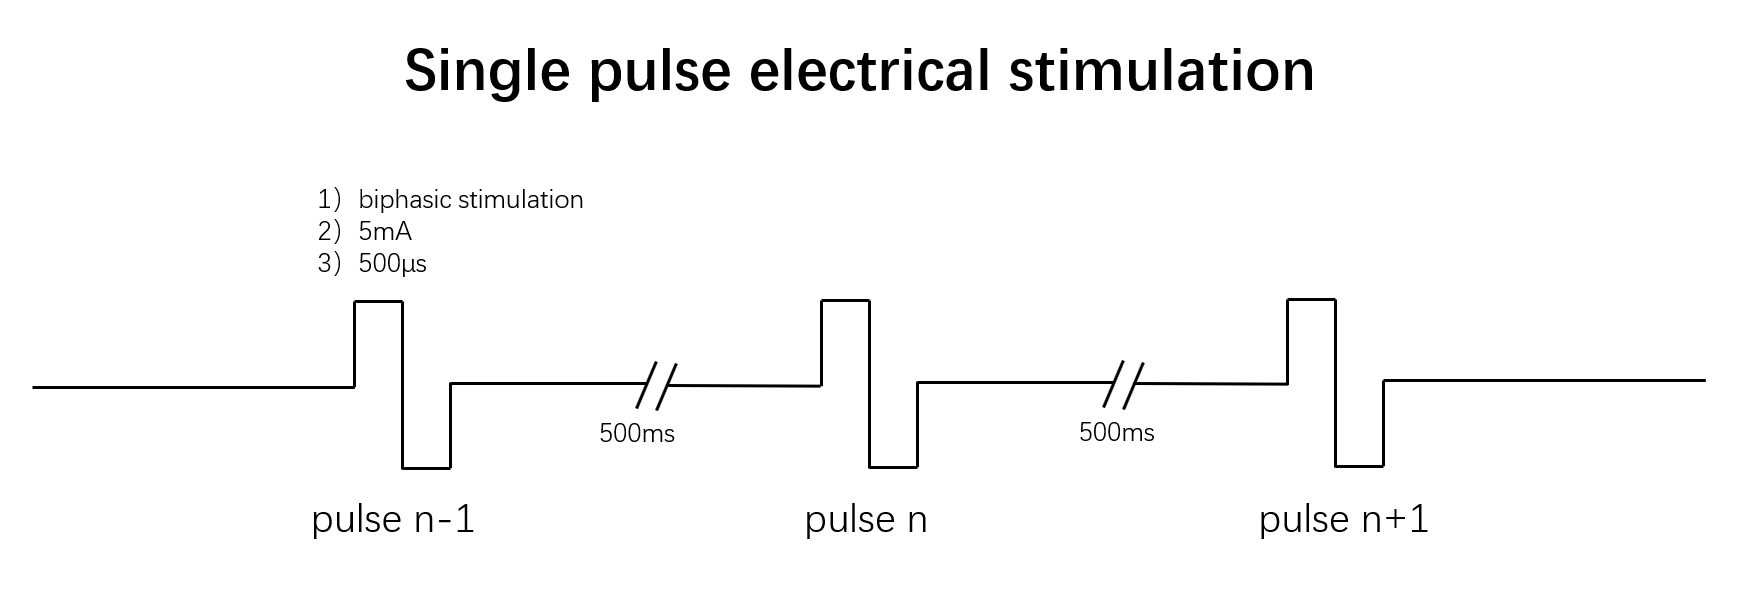 Single pulse electrical stimulation
1） biphasic stimulation
2） 5mA
3） 500μs
500ms
500ms
pulse n-1
pulse n
pulse n+1